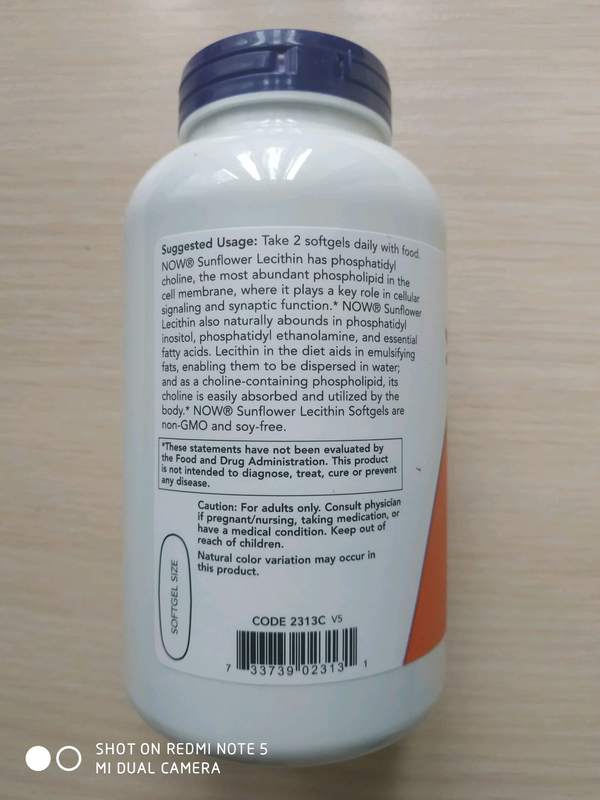 Suggested Usage: Take 2 softgels daily with food.
NOW® Sunflower Lecithin has phosphatidyl
choline, the most abundant phospholipid in the
cell membrane, where it plays a key role in cellular
signaling and synaptic function.* NOW® Sunflower
Lecithin also naturally abounds in phosphatidyl
inositol, phosphatidyl ethanolamine, and essential
fatty acids. Lecithin in the diet aids in emulsifying
fats, enabling them to be dispersed in water;
and as a choline-containing phospholipid, its
choline is easily absorbed and utilized by the
body.* NOW® Sunflower Lecithin Softgels are
non-GMO and soy-free.
*These statements have not been evaluated by
the Food and Drug Administration. This product
is not intended to diagnose, treat, cure or prevent
any disease.
Caution: For adults only. Consult physician
if pregnant/nursing, taking medication, or
have a medical condition. Keep out of
reach of children.
Natural color variation may occur in
this product.
SOFTGEL SIZE
CODE 2313C V5
7 33739 02313 1
SHOT ON REDMI NOTE 5
MI DUAL CAMERA